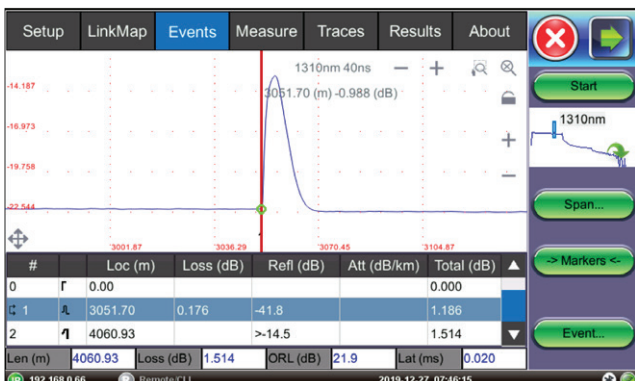 Setup LinkMap Events Measure Traces Results About
1310nm 40ns
3051.70 (m) -0.988 (dB)
-14.187
-16.973
-19.758
-22.544
3001.87 3036.29 3070.45 3104.87
# Loc (m) Loss (dB) Refl (dB) Att (dB/km) Total (dB)
0 0.00 0.000
1 3051.70 0.176 -41.8 1.186
2 4060.93 >-14.5 1.514
Len (m) 4060.93 Loss (dB) 1.514 ORL (dB) 21.9 Lat (ms) 0.020
IP 192.168.0.66 R Remote/CLI 2019-12-27 07:46:15
Start
1310nm
Span...
-> Markers <-
Event...